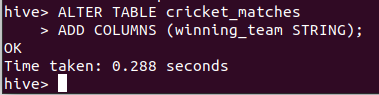 hive> ALTER TABLE cricket_matches
    > ADD COLUMNS (winning_team STRING);
OK
Time taken: 0.288 seconds
hive>